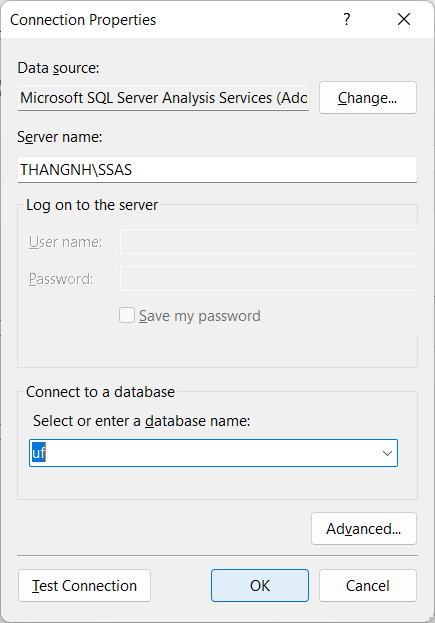 Connection Properties ?
Data source:
Microsoft SQL Server Analysis Services (Adc
Change...
Server name:
THANGNH\SSAS
Log on to the server
User name:
Password:
Save my password
Connect to a database
Select or enter a database name:
uf
Advanced...
Test Connection OK Cancel